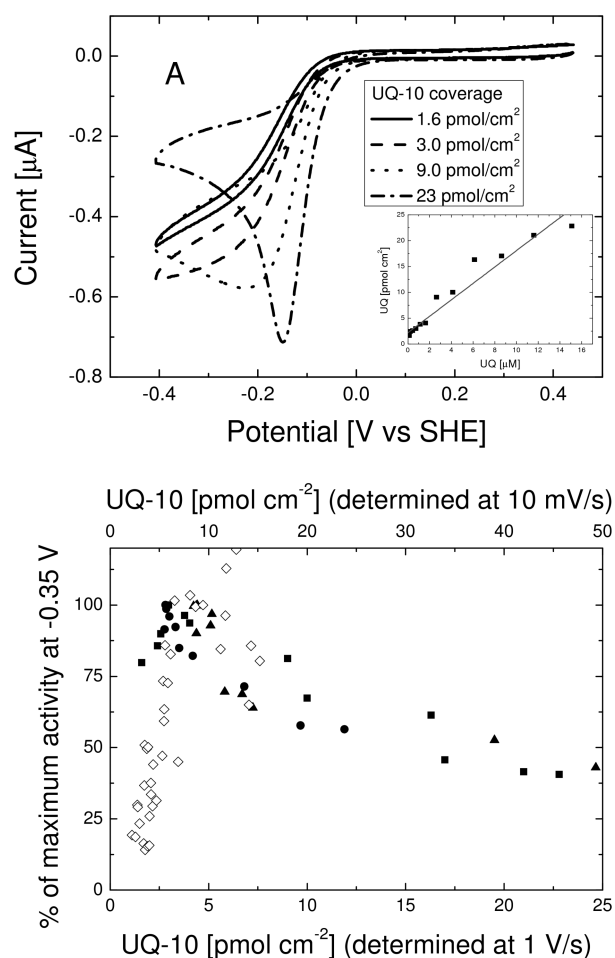 0.0
-0.2
-0.4
-0.6
-0.8
Current [μA]
A
UQ-10 coverage
1.6 pmol/cm²
3.0 pmol/cm²
9.0 pmol/cm²
23 pmol/cm²
25
20
15
10
5
0
UQ [pmol cm²]
0 2 4 6 8 10 12 14 16
UQ [μM]
-0.4 -0.2 0.0 0.2 0.4
Potential [V vs SHE]
UQ-10 [pmol cm⁻²] (determined at 10 mV/s)
0 10 20 30 40 50
100
75
50
25
0
% of maximum activity at -0.35 V
0 5 10 15 20 25
UQ-10 [pmol cm⁻²] (determined at 1 V/s)